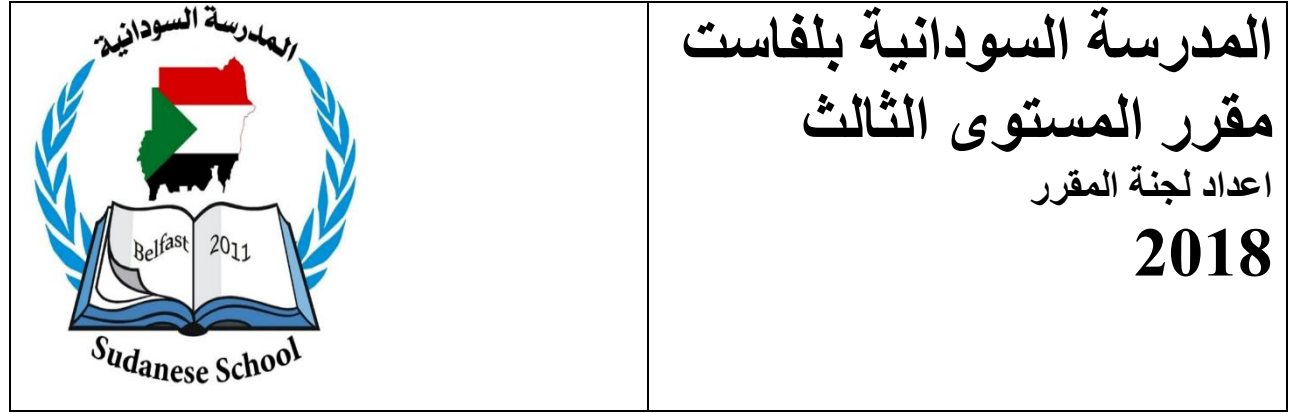 المدرسة السودانية بلفاست
مقرر المستوى الثالث
اعداد لجنة المقرر
2018
المدرسة السودانية
Belfast 2011
Sudanese School